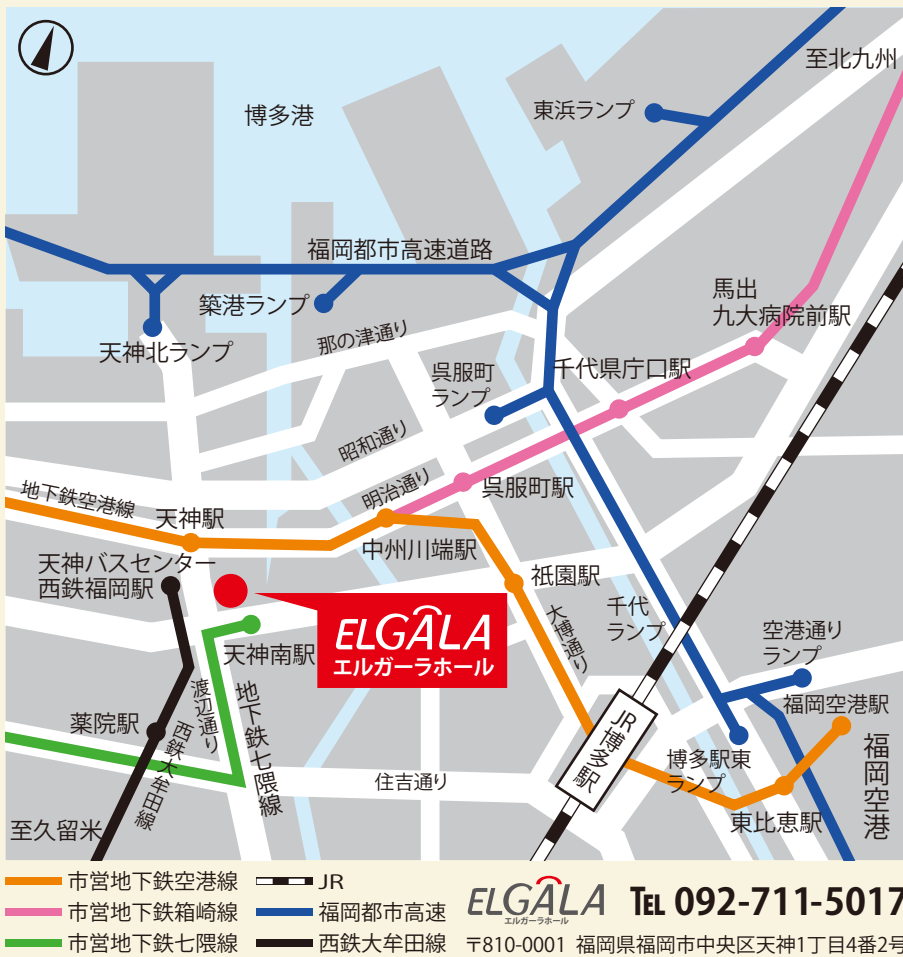 至北九州
博多港
東浜ランプ
福岡都市高速道路
築港ランプ
天神北ランプ
那の津通り
馬出
九大病院前駅
呉服町
ランプ
千代県庁口駅
昭和通り
明治通り
呉服町駅
地下鉄空港線
天神駅
中州川端駅
天神バスセンター
西鉄福岡駅
祇園駅
大博通り
千代
ランプ
空港通り
ランプ
ELGALA
エルガーラホール
天神南駅
渡辺通り
地下鉄七隈線
薬院駅
西鉄大牟田線
JR博多駅
福岡空港駅
博多駅東
ランプ
福岡空港
住吉通り
東比恵駅
至久留米
市営地下鉄空港線
JR
市営地下鉄箱崎線
福岡都市高速
市営地下鉄七隈線
西鉄大牟田線
ELGALA
エルガーラホール
TEL 092-711-5017
〒810-0001 福岡県福岡市中央区天神1丁目4番2号